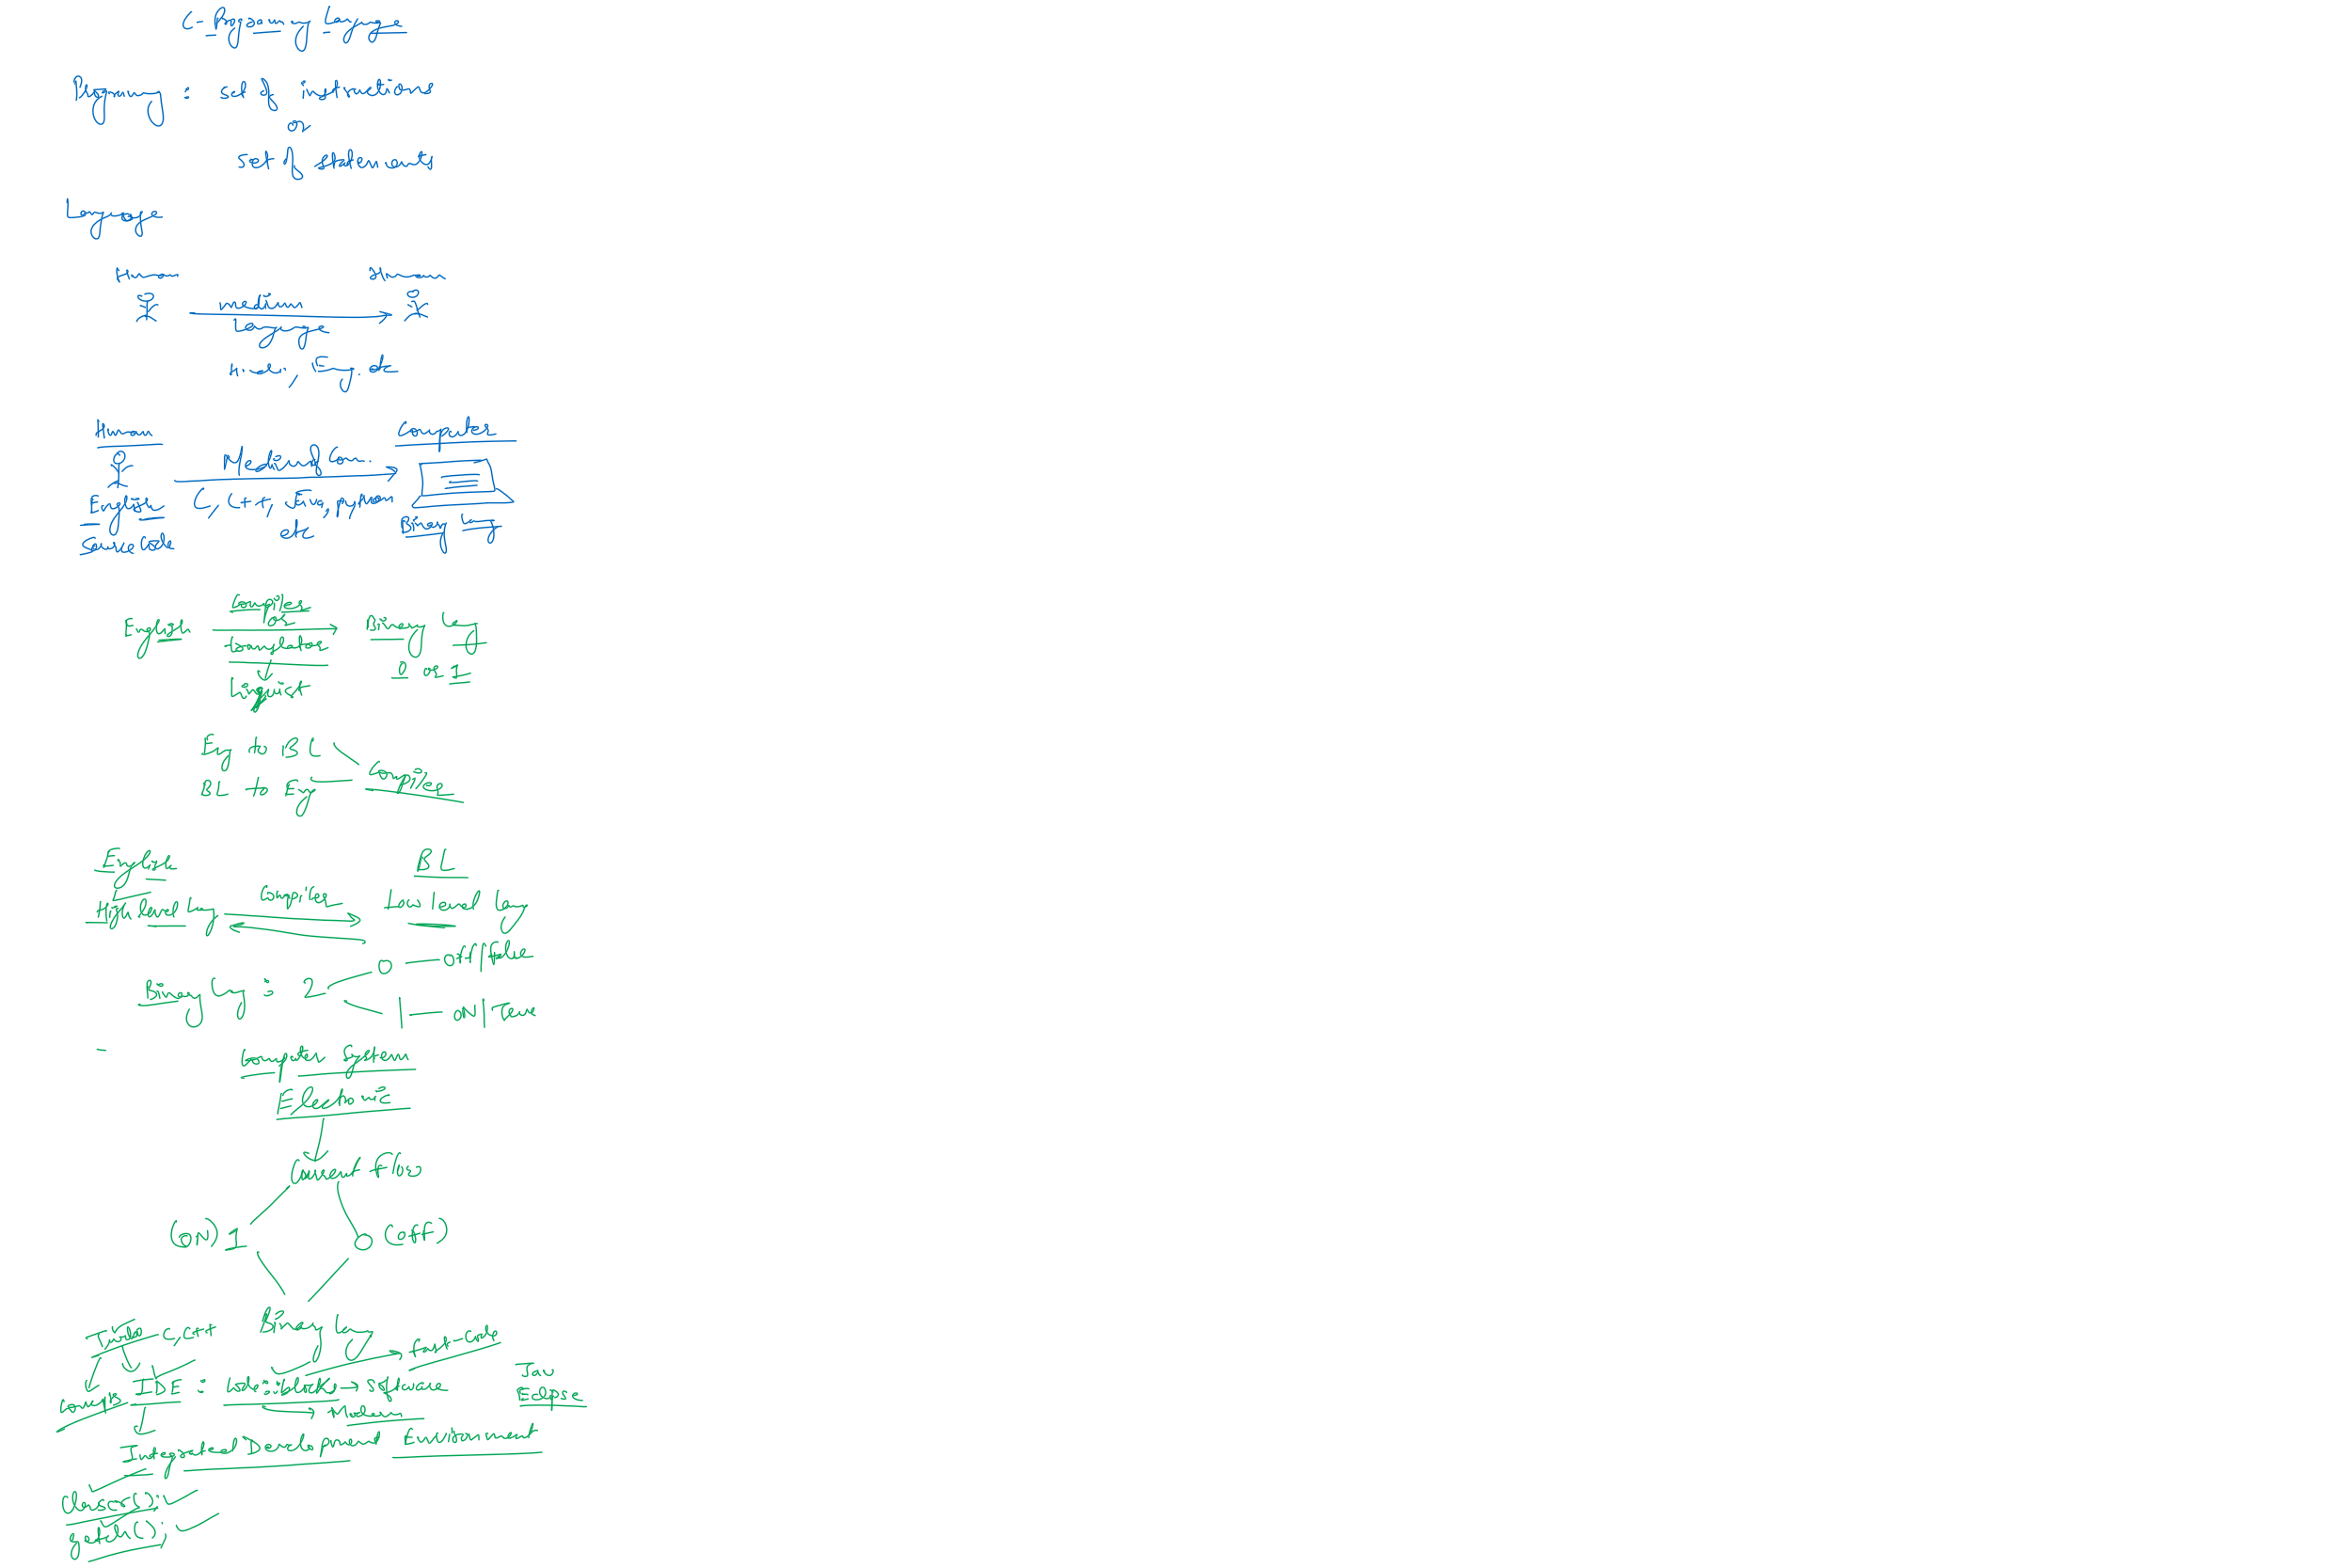 C - Programming Language
Programming : set of instructions
or
set of statements
Language
Human Human
medium
Language
Hindi, Eng. etc
Human Computer
Medium of Com.
English C, C++, Java, python Binary Lang
Source Code etc
Compiler
or
English Binary Lang
translator
0 or 1
Linguist
Eng to BL
Compiler
BL to Eng
English BL
High level Lang Compiler Low level Lang
0 — off/False
Binary Lang : 2
1 — ON/True
Computer System
Electronic
Current flow
(ON) 1 0 (off)
Turbo C, C++ Binary Lang
fast-code
Java
IDE : Code::blocks → software Eclipse
Modern
Integrated Development Environment
getch();